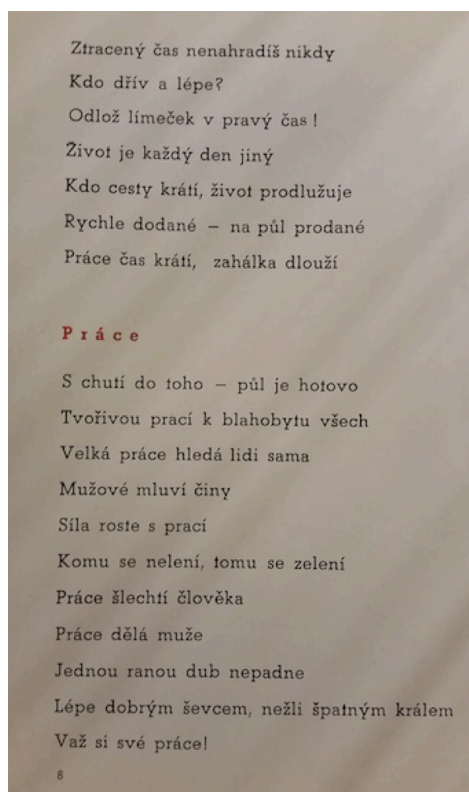 Ztracený čas nenahradíš nikdy
Kdo dřív a lépe?
Odlož límeček v pravý čas !
Život je každý den jiný
Kdo cesty krátí, život prodlužuje
Rychle dodané – na půl prodané
Práce čas krátí, zahálka dlouží
Práce
S chutí do toho – půl je hotovo
Tvořivou prací k blahobytu všech
Velká práce hledá lidi sama
Mužové mluví činy
Síla roste s prací
Komu se nelení, tomu se zelení
Práce šlechtí člověka
Práce dělá muže
Jednou ranou dub nepadne
Lépe dobrým ševcem, nežli špatným králem
Važ si své práce!
8